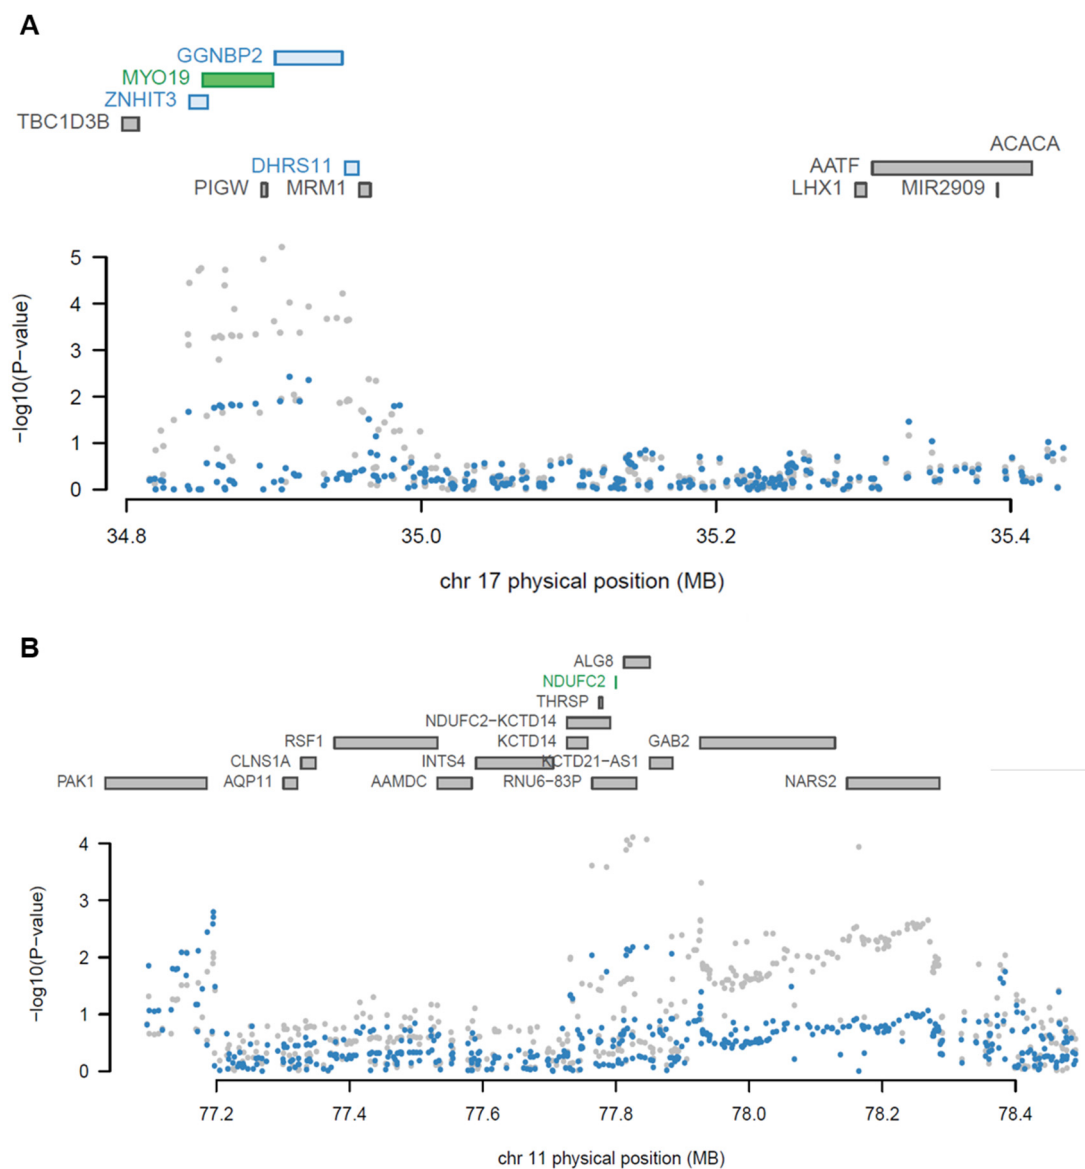 A
GGNBP2
MYO19
ZNHIT3
TBC1D3B
ACACA
DHRS11
AATF
PIGW
MRM1
LHX1
MIR2909
5
4
3
2
1
0
−log10(P−value)
34.8
35.0
35.2
35.4
chr 17 physical position (MB)
B
ALG8
NDUFC2
THRSP
NDUFC2−KCTD14
RSF1
KCTD14
GAB2
CLNS1A
INTS4
KCTD21−AS1
PAK1
AQP11
AAMDC
RNU6−83P
NARS2
4
3
2
1
0
−log10(P−value)
77.2
77.4
77.6
77.8
78.0
78.2
78.4
chr 11 physical position (MB)